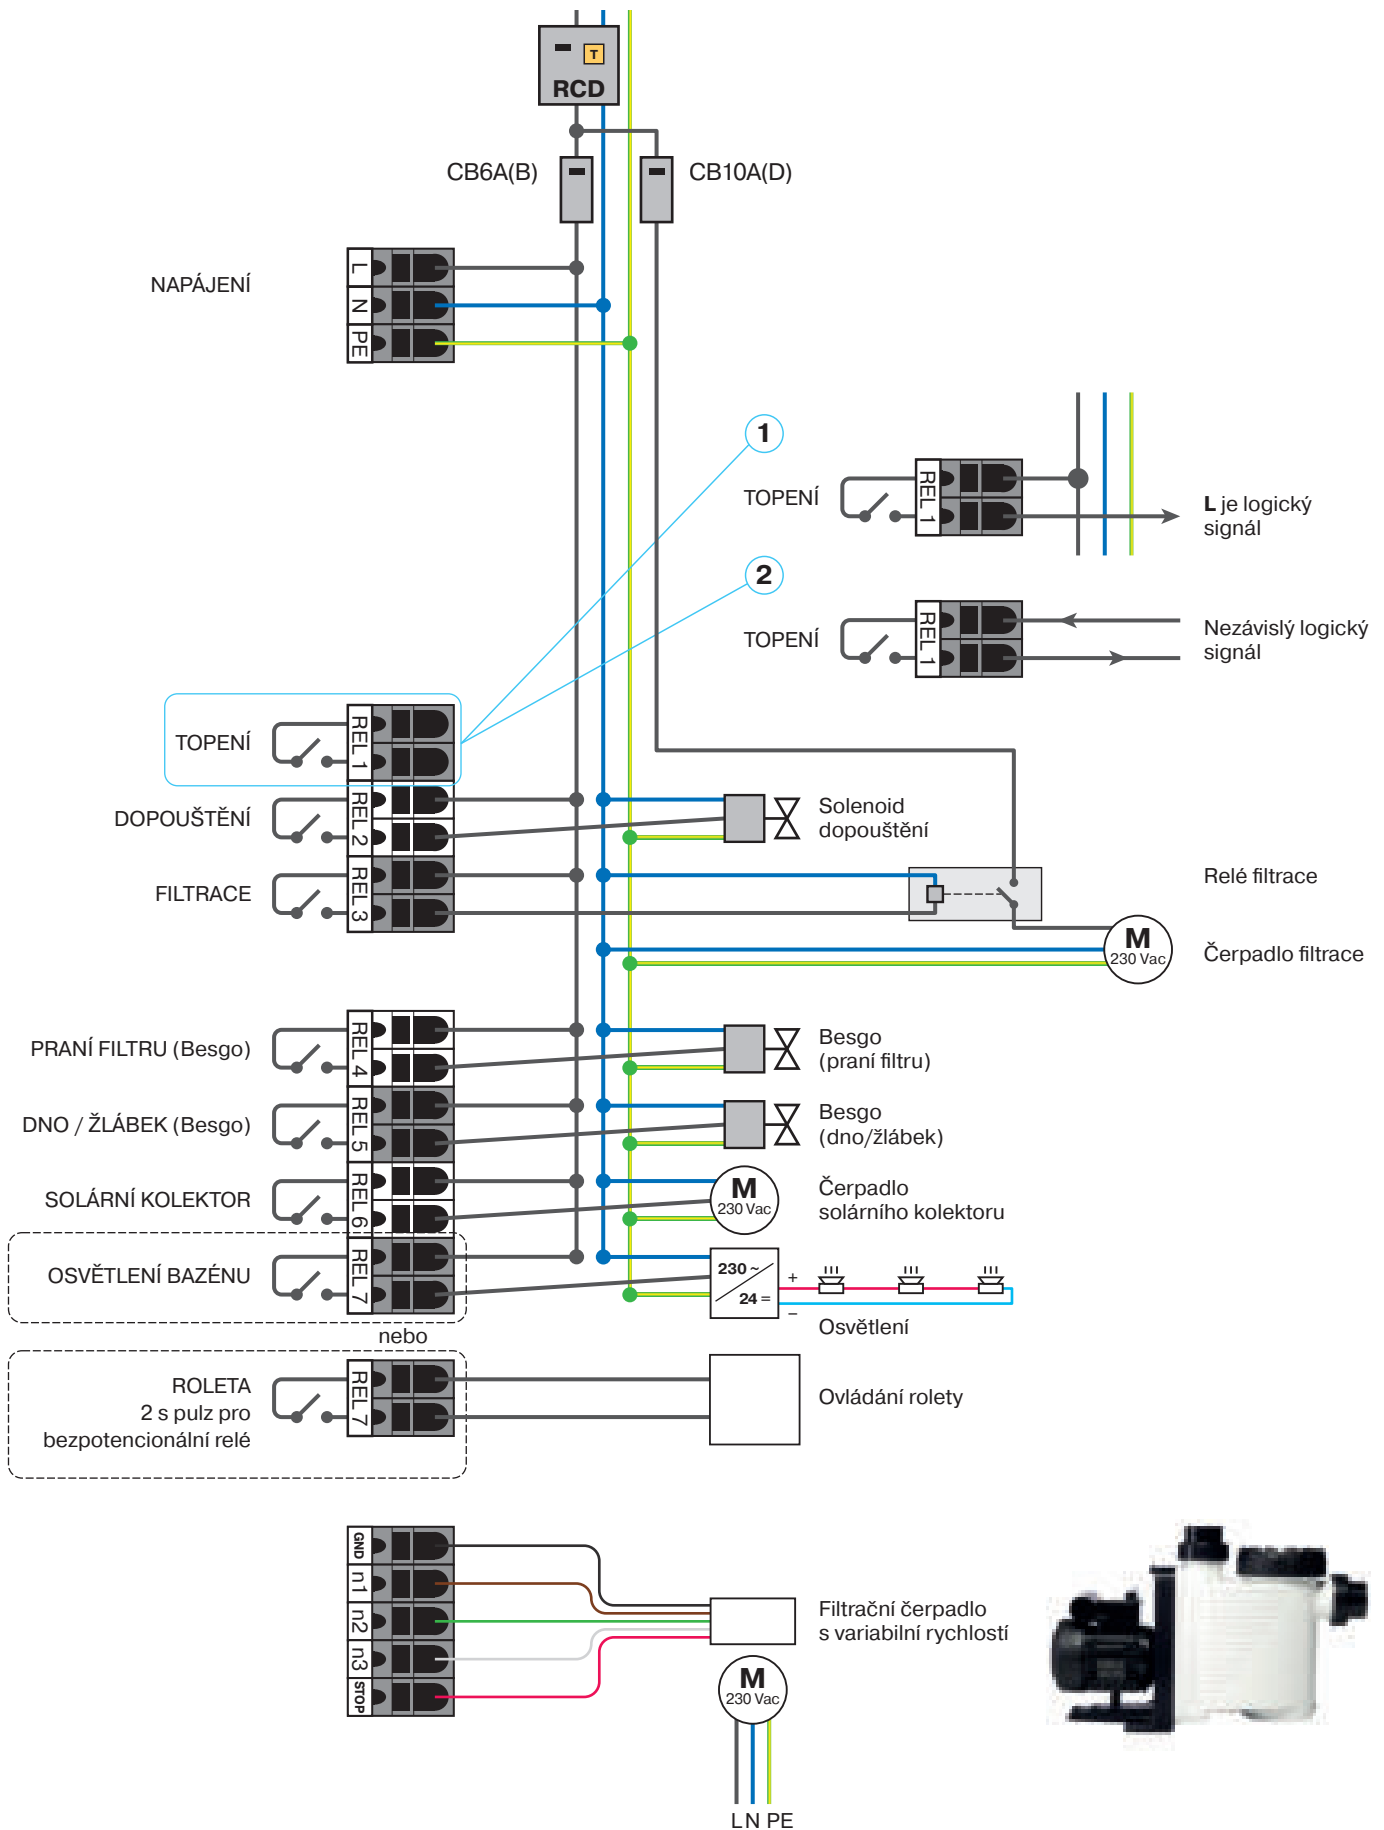 T
RCD
CB6A(B)
CB10A(D)
NAPÁJENÍ
L
N
PE
1
TOPENÍ
REL 1
L je logický
signál
2
TOPENÍ
REL 1
Nezávislý logický
signál
TOPENÍ
REL 1
DOPOUŠTĚNÍ
REL 2
Solenoid
dopouštění
FILTRACE
REL 3
Relé filtrace
M
230 Vac
Čerpadlo filtrace
PRANÍ FILTRU (Besgo)
REL 4
Besgo
(praní filtru)
DNO / ŽLÁBEK (Besgo)
REL 5
Besgo
(dno/žlábek)
SOLÁRNÍ KOLEKTOR
REL 6
M
230 Vac
Čerpadlo
solárního kolektoru
OSVĚTLENÍ BAZÉNU
REL 7
230 ~
24 =
+
–
Osvětlení
nebo
ROLETA
2 s pulz pro
bezpotencionální relé
REL 7
Ovládání rolety
GND
n1
n2
n3
STOP
Filtrační čerpadlo
s variabilní rychlostí
M
230 Vac
L N PE